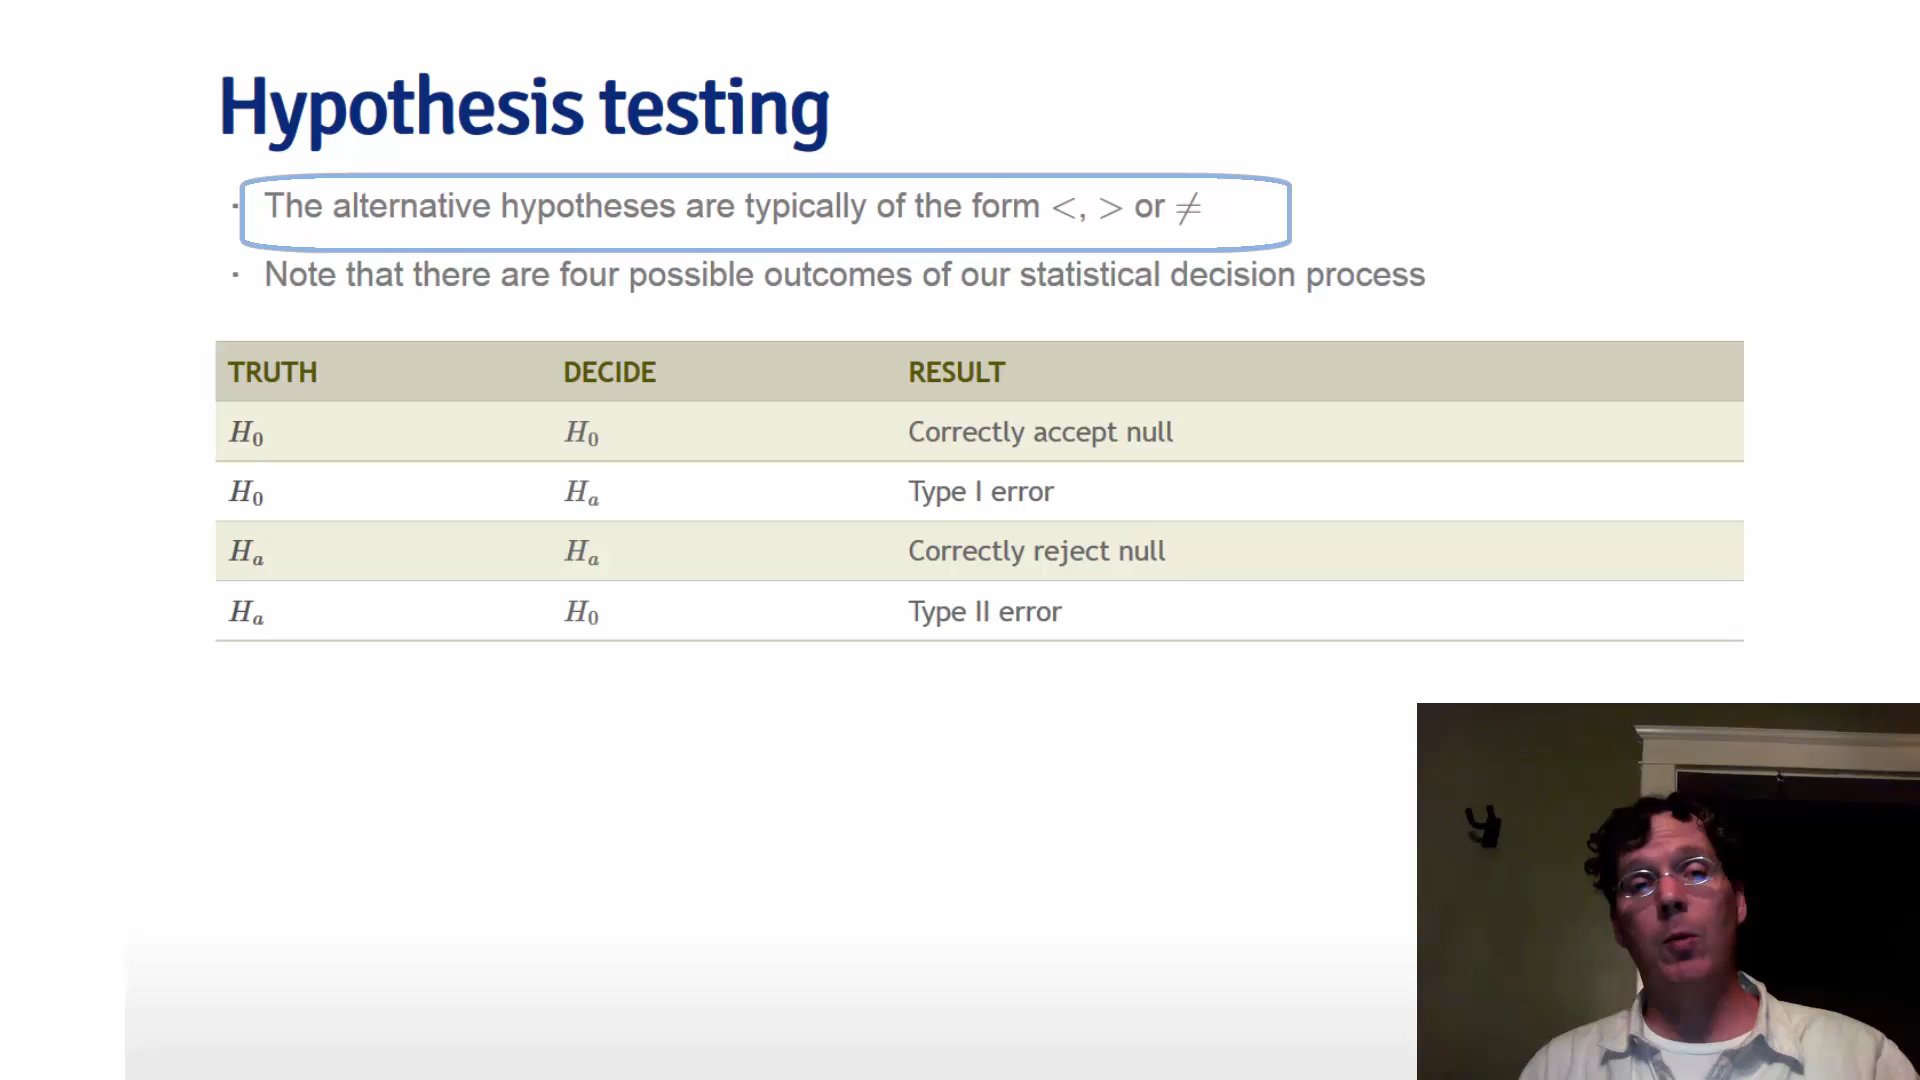 Hypothesis testing
· The alternative hypotheses are typically of the form <, > or ≠
· Note that there are four possible outcomes of our statistical decision process
TRUTH DECIDE RESULT
H₀ H₀ Correctly accept null
H₀ Hₐ Type I error
Hₐ Hₐ Correctly reject null
Hₐ H₀ Type II error